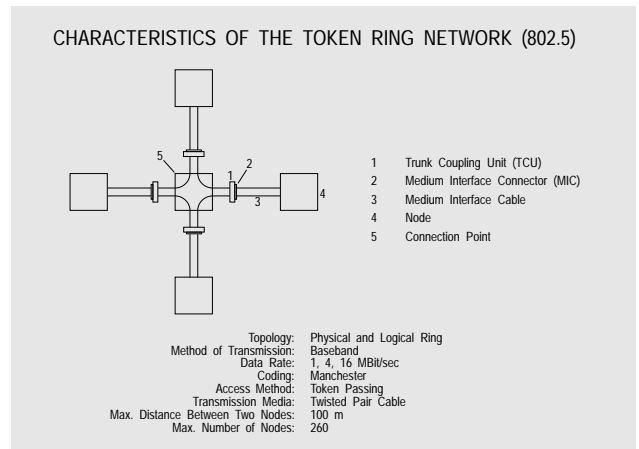 CHARACTERISTICS OF THE TOKEN RING NETWORK (802.5)
5
1
2
3
4
1 Trunk Coupling Unit (TCU)
2 Medium Interface Connector (MIC)
3 Medium Interface Cable
4 Node
5 Connection Point
Topology: Physical and Logical Ring
Method of Transmission: Baseband
Data Rate: 1, 4, 16 MBit/sec
Coding: Manchester
Access Method: Token Passing
Transmission Media: Twisted Pair Cable
Max. Distance Between Two Nodes: 100 m
Max. Number of Nodes: 260